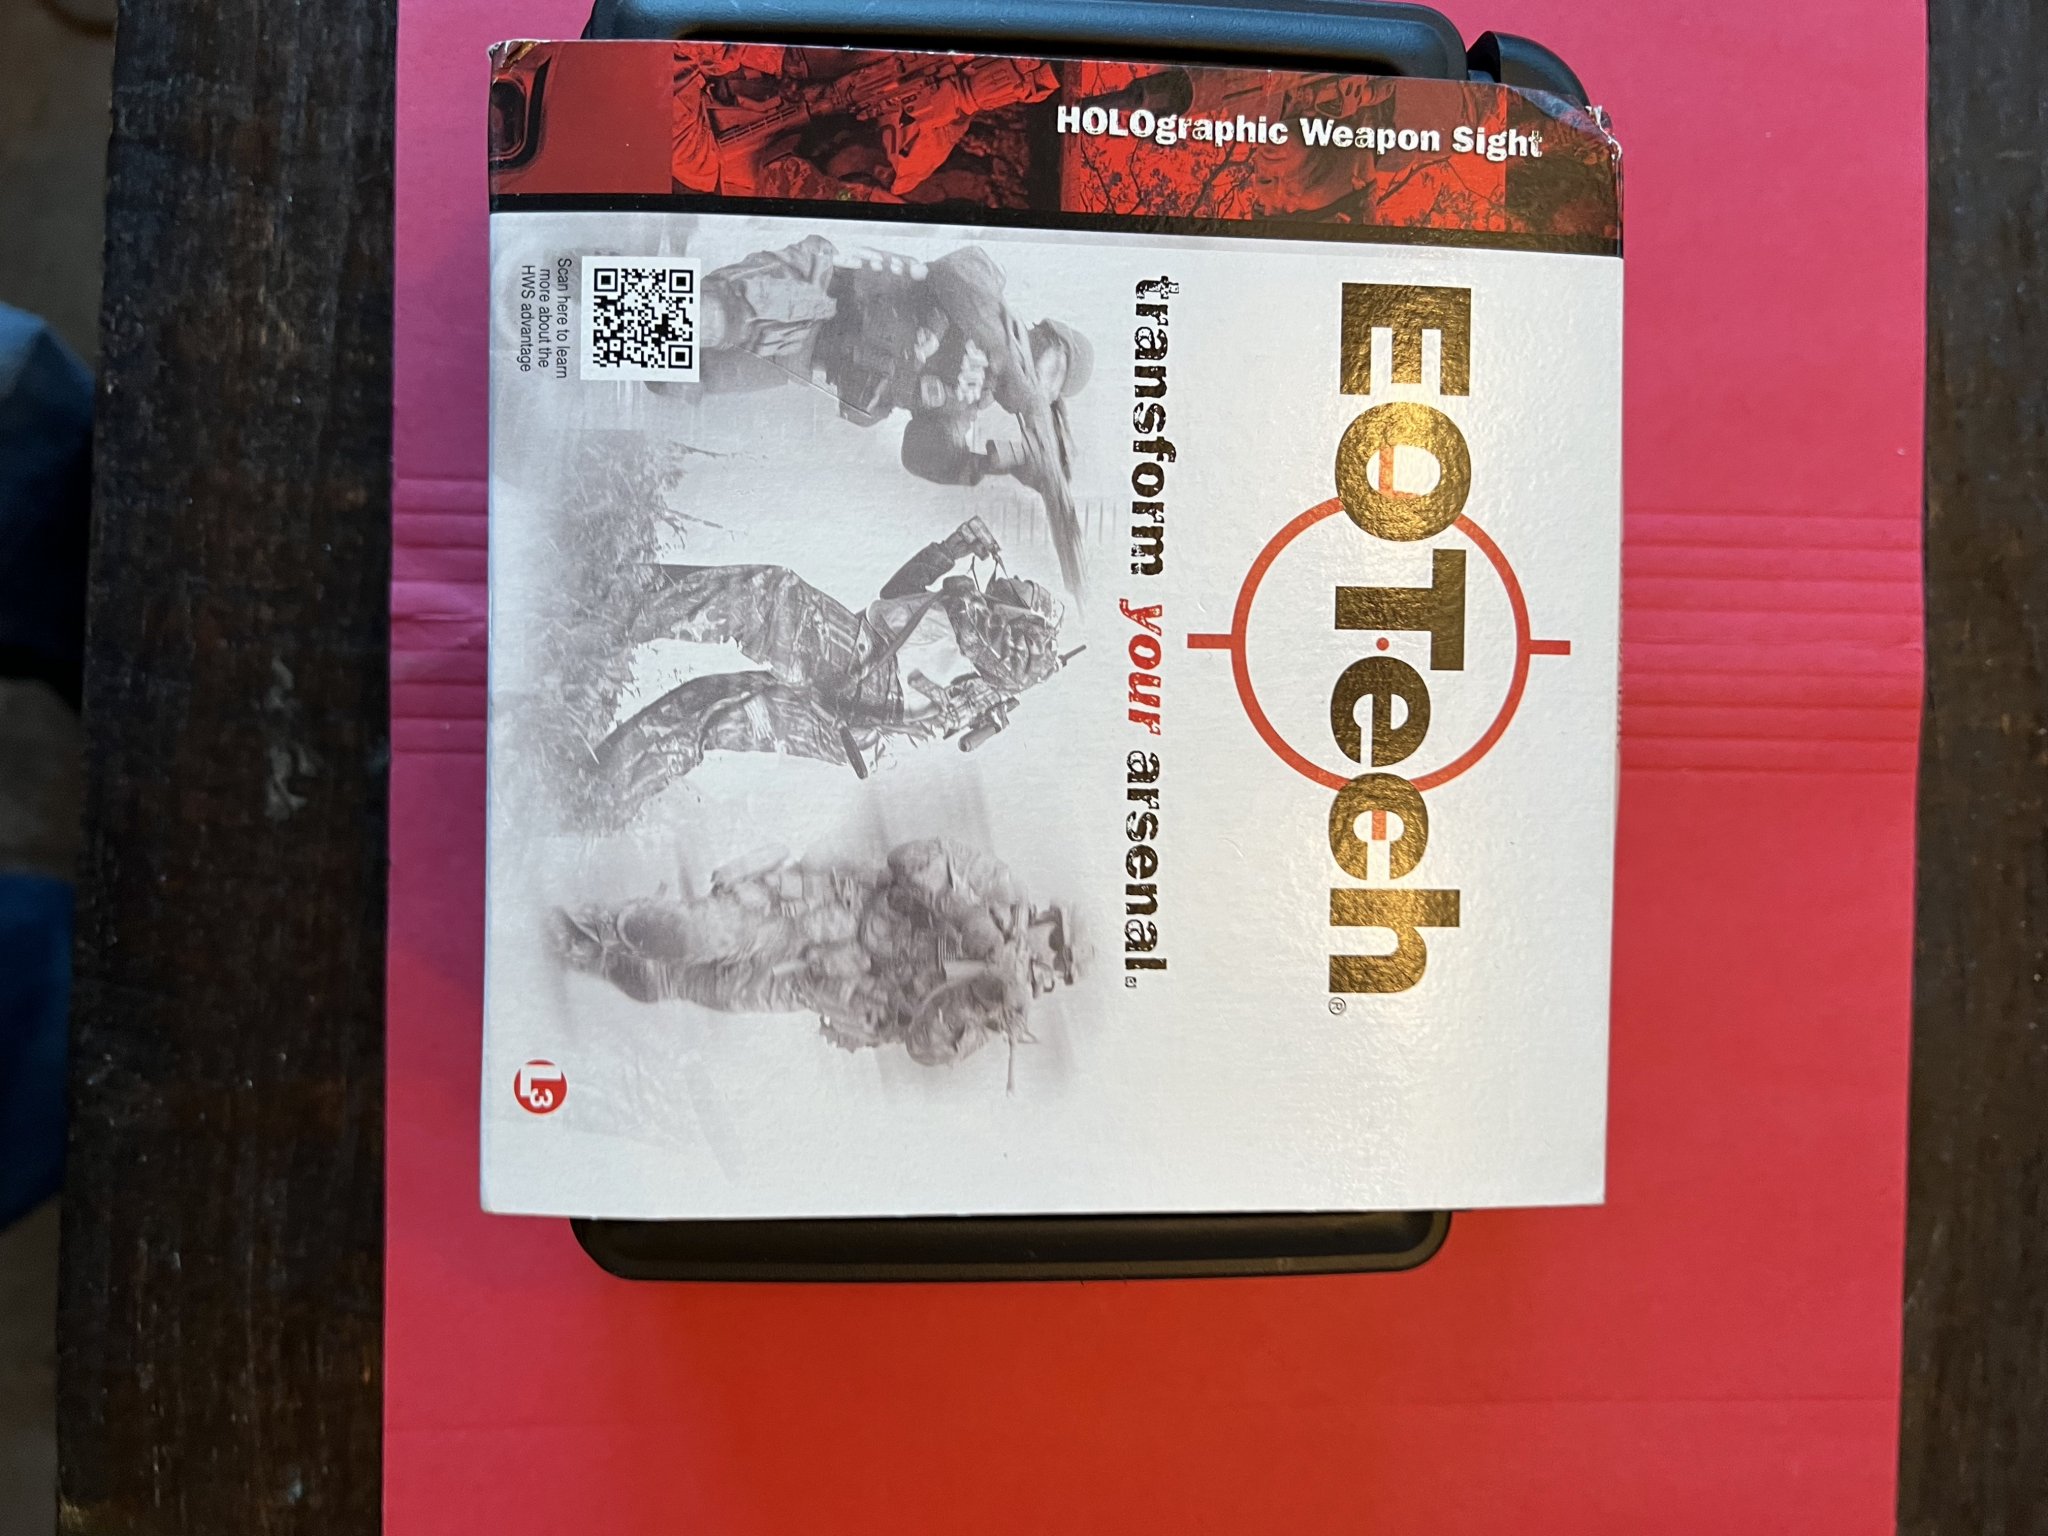 HOLOgraphic Weapon Sight
EOTech®
transform your arsenal.
Scan here to learn
more about the
HWS advantage
L3